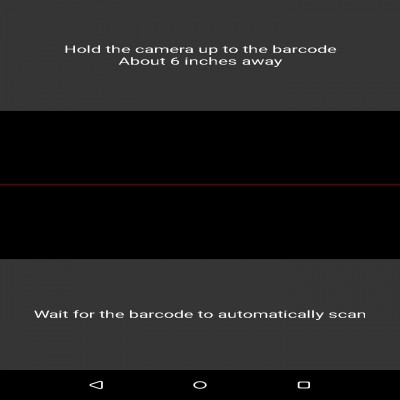 Hold the camera up to the barcode
About 6 inches away
Wait for the barcode to automatically scan